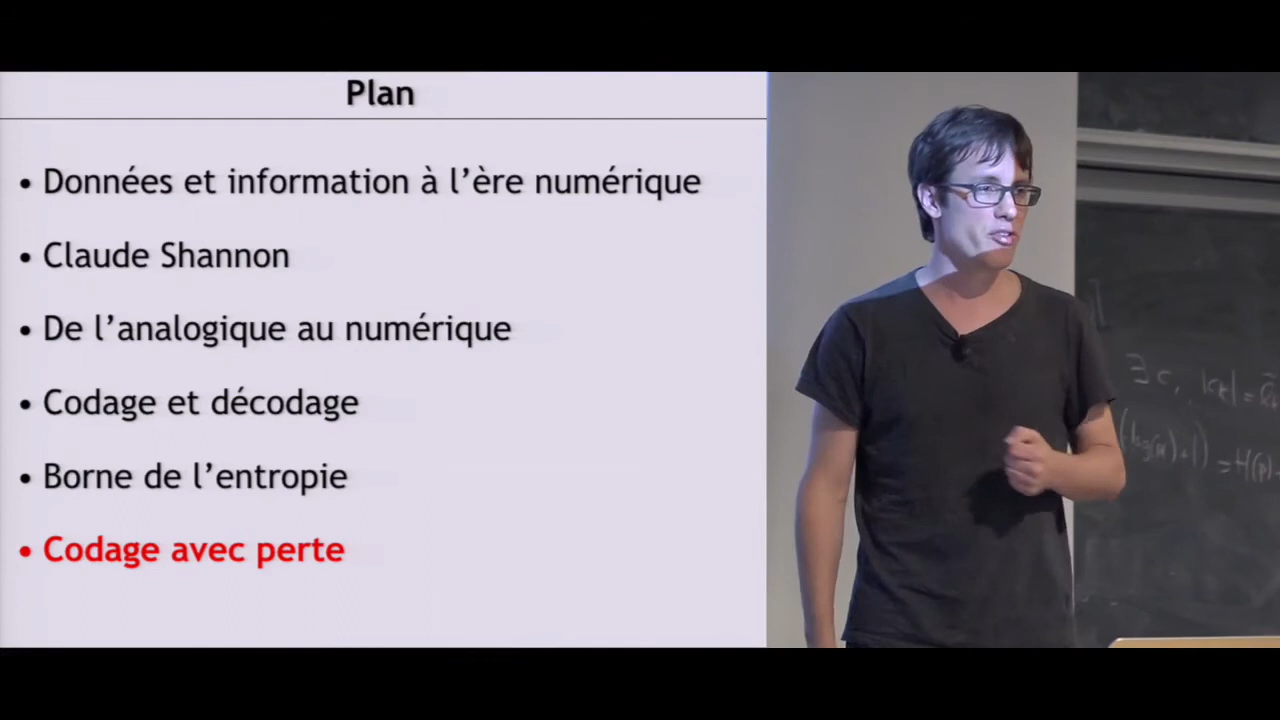 Plan
• Données et information à l'ère numérique
• Claude Shannon
• De l'analogique au numérique
• Codage et décodage
• Borne de l'entropie
• Codage avec perte